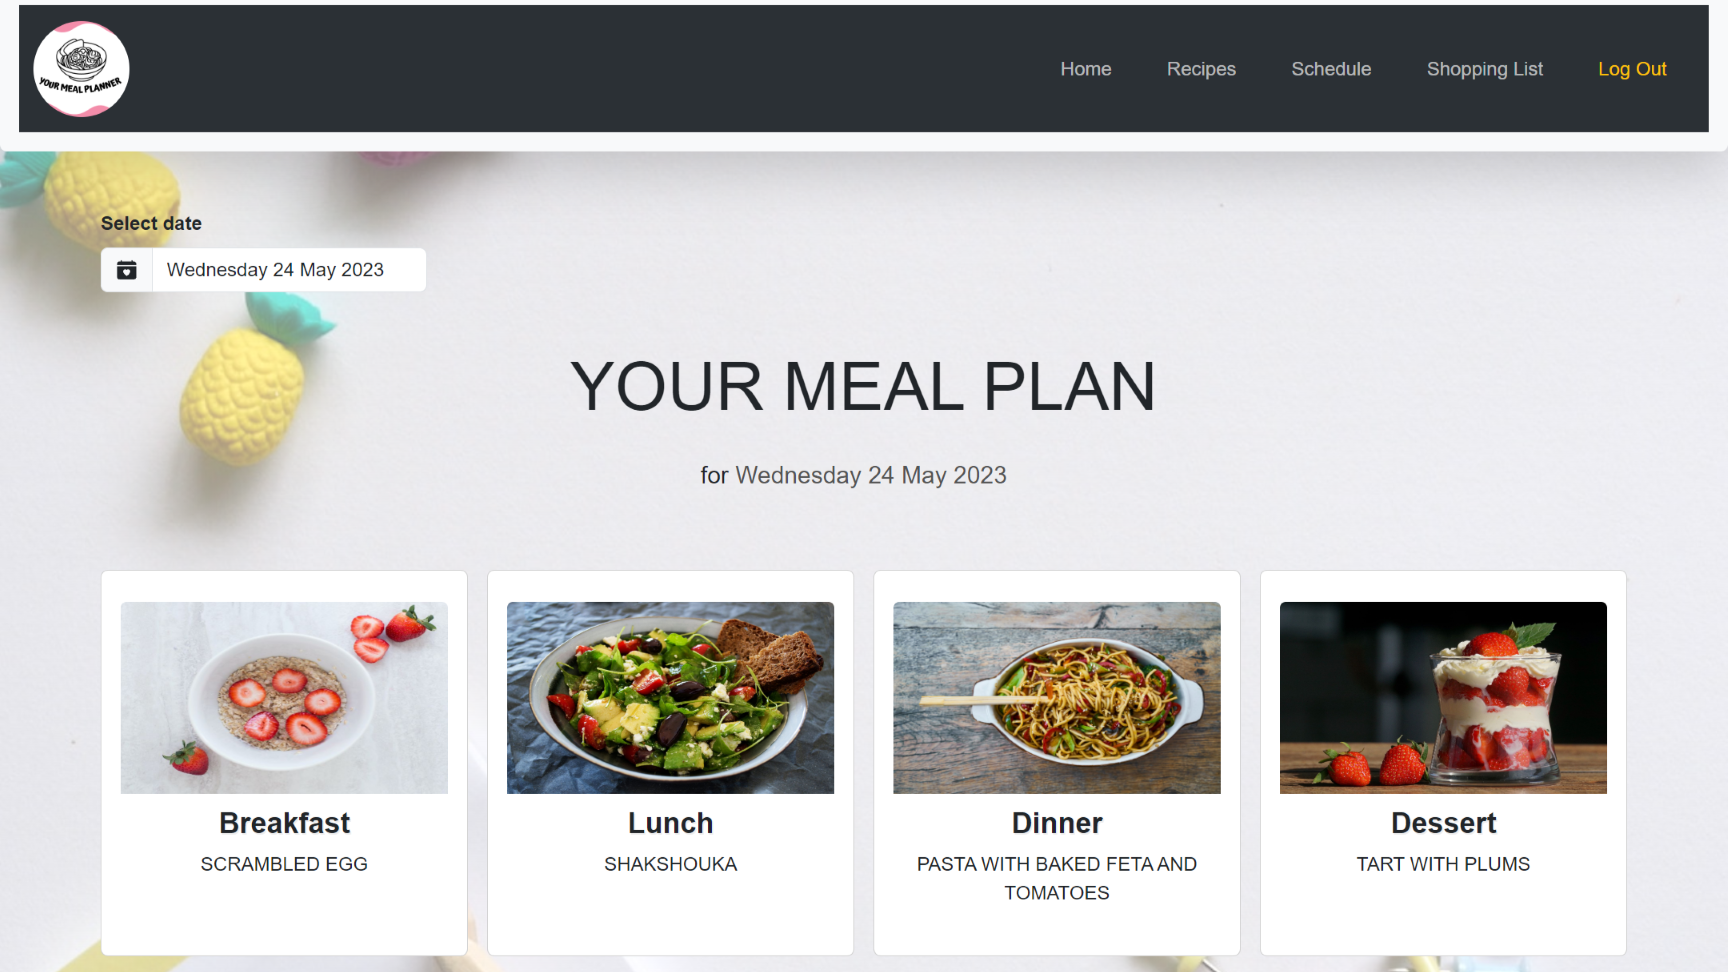 YOUR MEAL PLANNER
Home Recipes Schedule Shopping List Log Out
Select date
Wednesday 24 May 2023
YOUR MEAL PLAN
for Wednesday 24 May 2023
Breakfast
SCRAMBLED EGG
Lunch
SHAKSHOUKA
Dinner
PASTA WITH BAKED FETA AND
TOMATOES
Dessert
TART WITH PLUMS